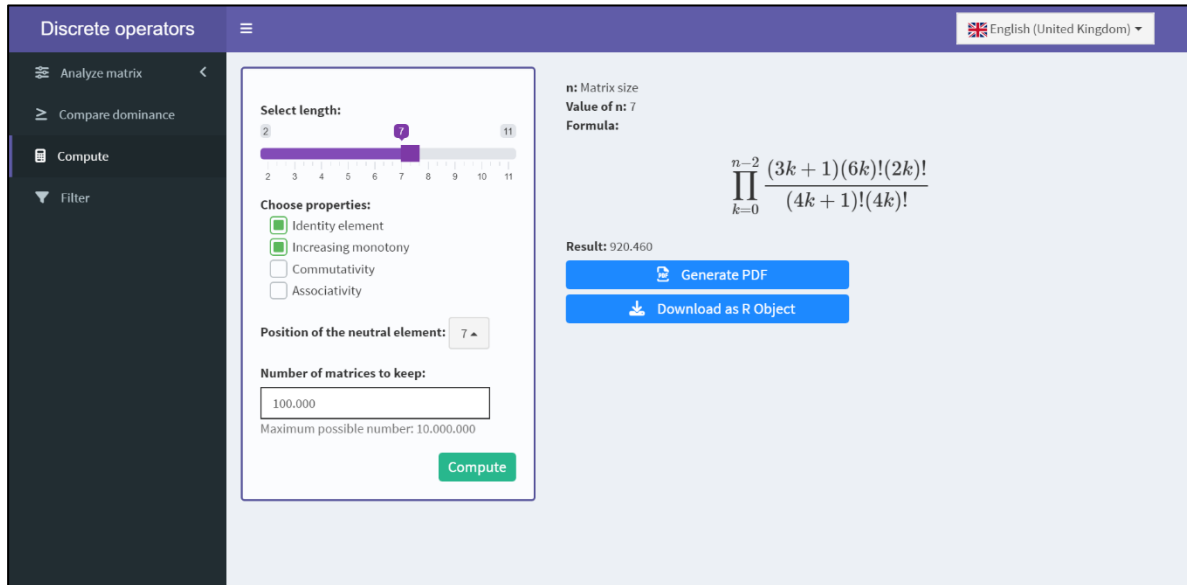 Discrete operators
English (United Kingdom)
Analyze matrix
Compare dominance
Compute
Filter
Select length:
2 7 11
2 3 4 5 6 7 8 9 10 11
Choose properties:
Identity element
Increasing monotony
Commutativity
Associativity
Position of the neutral element: 7
Number of matrices to keep:
100.000
Maximum possible number: 10.000.000
Compute
n: Matrix size
Value of n: 7
Formula:
n−2
∏ (3k + 1)(6k)!(2k)! / (4k + 1)!(4k)!
k=0
Result: 920.460
PDF Generate PDF
Download as R Object